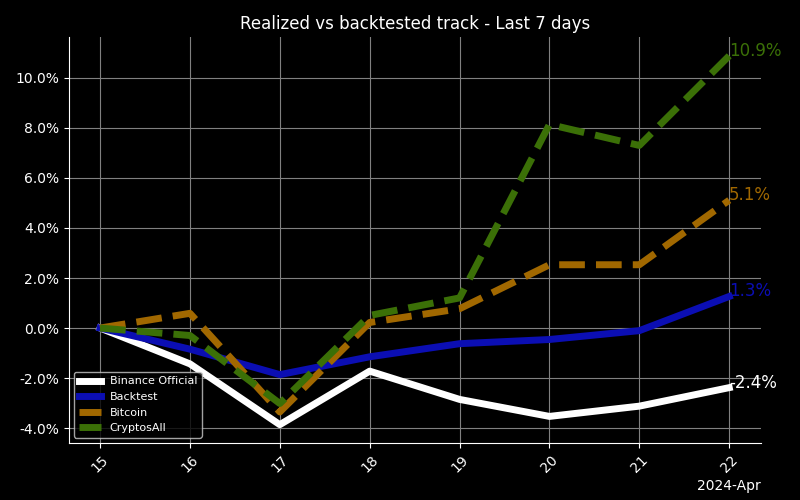 Realized vs backtested track - Last 7 days
10.9%
10.0%
8.0%
6.0%
5.1%
4.0%
2.0%
1.3%
0.0%
-2.0%
-2.4%
-4.0%
Binance Official
Backtest
Bitcoin
CryptosAll
15 16 17 18 19 20 21 22
2024-Apr